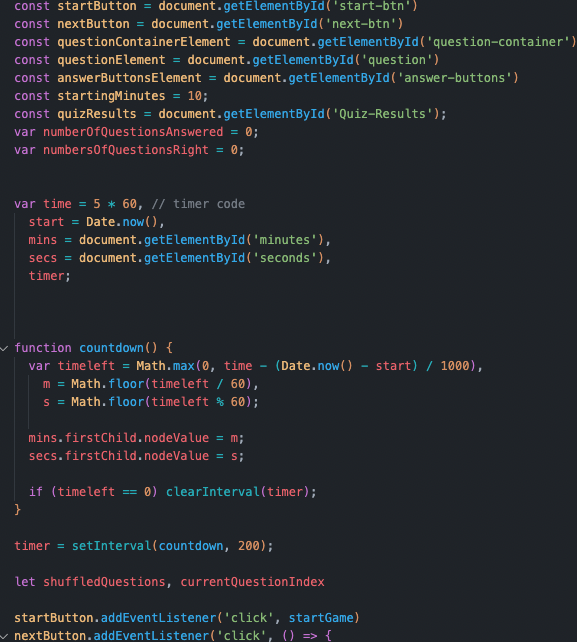 const startButton = document.getElementById('start-btn')
const nextButton = document.getElementById('next-btn')
const questionContainerElement = document.getElementById('question-container')
const questionElement = document.getElementById('question')
const answerButtonsElement = document.getElementById('answer-buttons')
const startingMinutes = 10;
const quizResults = document.getElementById('Quiz-Results');
var numberOfQuestionsAnswered = 0;
var numbersOfQuestionsRight = 0;
var time = 5 * 60, // timer code
  start = Date.now(),
  mins = document.getElementById('minutes'),
  secs = document.getElementById('seconds'),
  timer;
function countdown() {
  var timeleft = Math.max(0, time - (Date.now() - start) / 1000),
    m = Math.floor(timeleft / 60),
    s = Math.floor(timeleft % 60);
  mins.firstChild.nodeValue = m;
  secs.firstChild.nodeValue = s;
  if (timeleft == 0) clearInterval(timer);
}
timer = setInterval(countdown, 200);
let shuffledQuestions, currentQuestionIndex
startButton.addEventListener('click', startGame)
nextButton.addEventListener('click', () => {